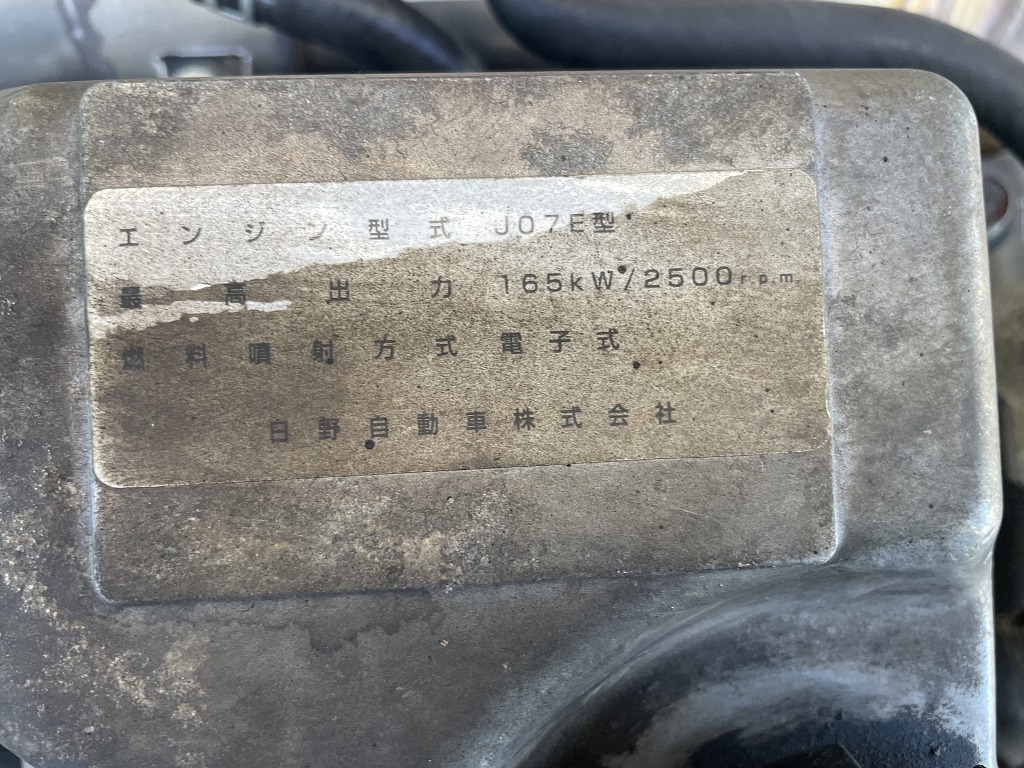 エンジン型式 J07E型
最高出力 165kW/2500r.p.m.
燃料噴射方式 電子式
日野自動車株式会社